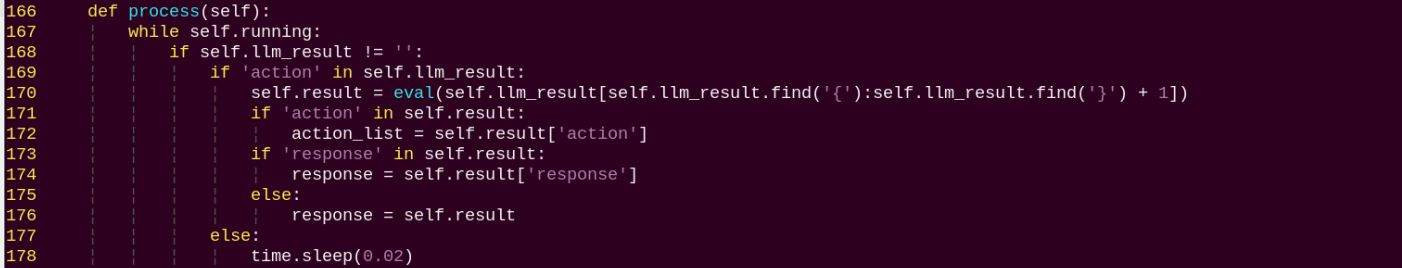 166     def process(self):
167         while self.running:
168             if self.llm_result != '':
169                 if 'action' in self.llm_result:
170                     self.result = eval(self.llm_result[self.llm_result.find('{'):self.llm_result.find('}') + 1])
171                     if 'action' in self.result:
172                         action_list = self.result['action']
173                     if 'response' in self.result:
174                         response = self.result['response']
175                     else:
176                         response = self.result
177                 else:
178                     time.sleep(0.02)